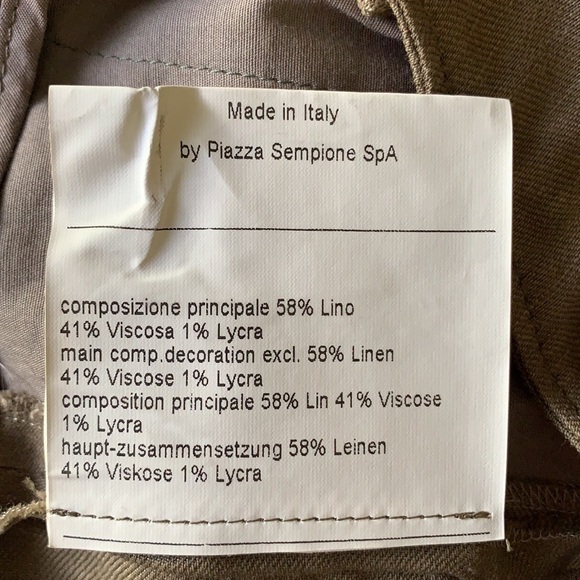 Made in Italy
by Piazza Sempione SpA
composizione principale 58% Lino
41% Viscosa 1% Lycra
main comp.decoration excl. 58% Linen
41% Viscose 1% Lycra
composition principale 58% Lin 41% Viscose
1% Lycra
haupt-zusammensetzung 58% Leinen
41% Viskose 1% Lycra